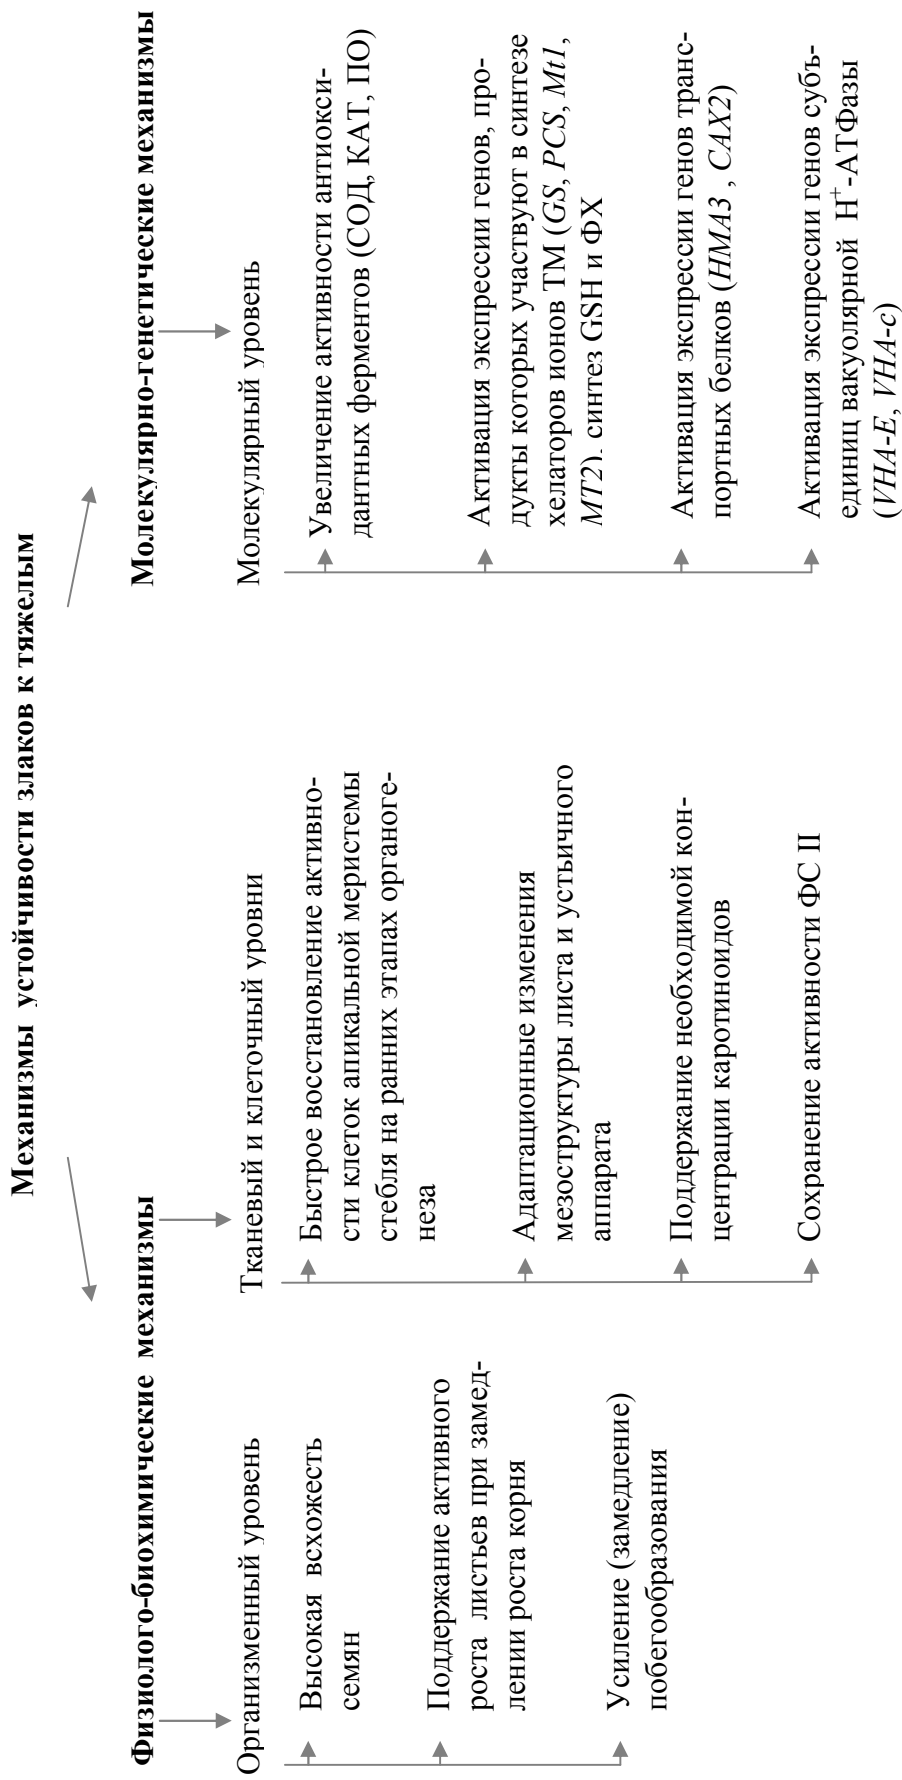 Механизмы устойчивости злаков к тяжелым
Физиолого-биохимические механизмы
Организменный уровень
Высокая всхожесть
семян
Поддержание активного
роста листьев при замед-
лении роста корня
Усиление (замедление)
побегообразования
Тканевый и клеточный уровни
Быстрое восстановление активно-
сти клеток апикальной меристемы
стебля на ранних этапах органоге-
неза
Адаптационные изменения
мезоструктуры листа и устьичного
аппарата
Поддержание необходимой кон-
центрации каротиноидов
Сохранение активности ФС II
Молекулярно-генетические механизмы
Молекулярный уровень
Увеличение активности антиокси-
дантных ферментов (СОД, КАТ, ПО)
Активация экспрессии генов, про-
дукты которых участвуют в синтезе
хелаторов ионов ТМ (GS, PCS, Mt1,
MT2). синтез GSH и ФХ
Активация экспрессии генов транс-
портных белков (HMA3 , CAX2)
Активация экспрессии генов субъ-
единиц вакуолярной H⁺-АТФазы
(VHA-E, VHA-c)